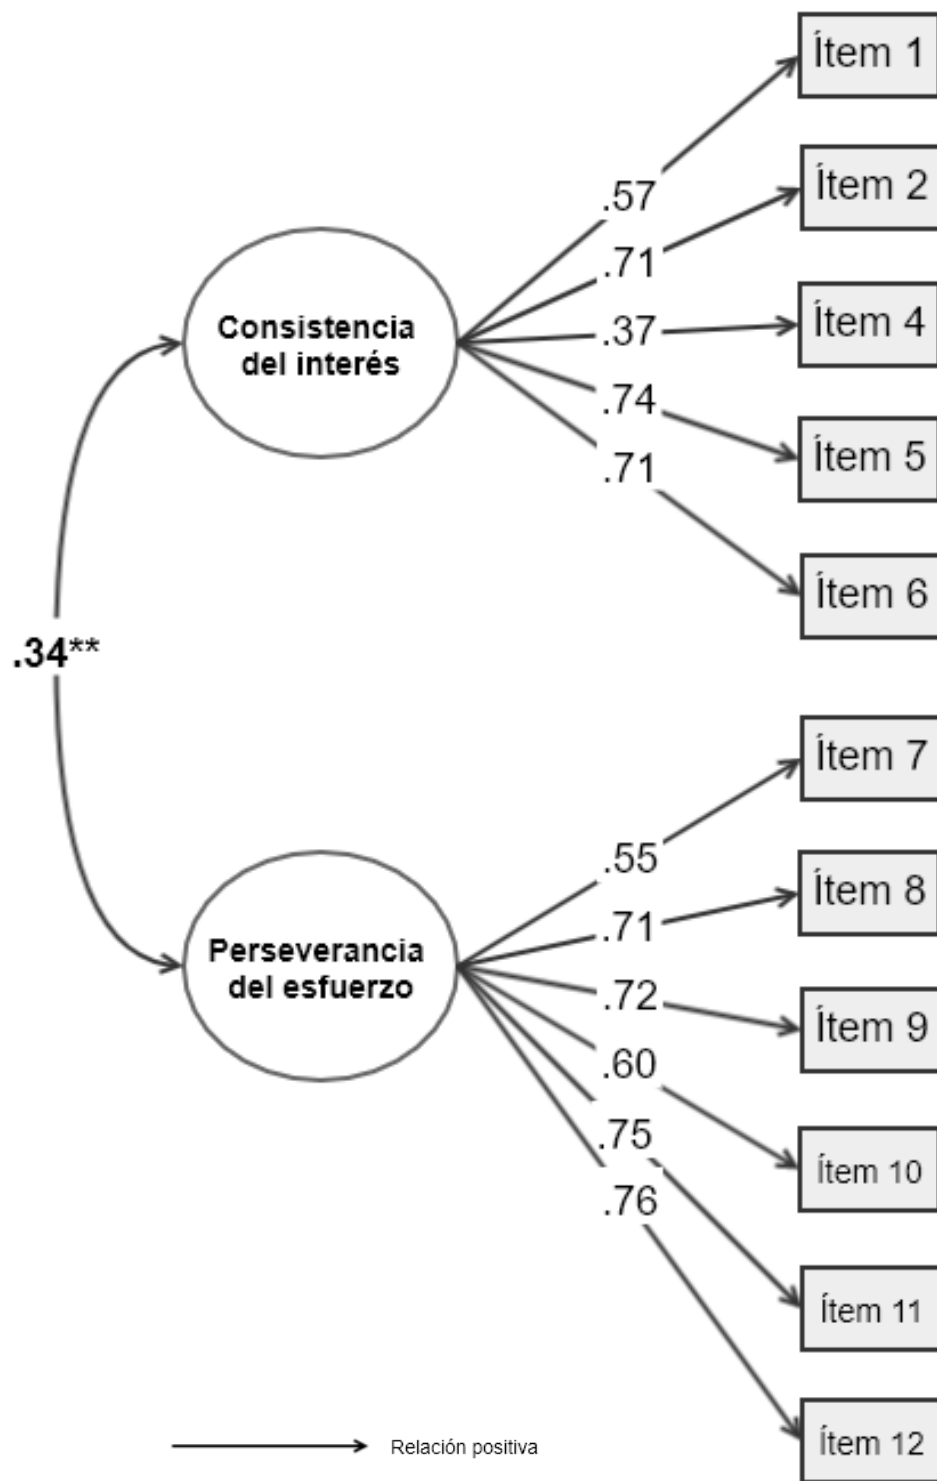 Ítem 1
.57
Ítem 2
.71
Consistencia
del interés
.37
Ítem 4
.74
Ítem 5
.71
Ítem 6
.34**
Ítem 7
.55
Ítem 8
.71
Perseverancia
del esfuerzo
.72
Ítem 9
.60
Ítem 10
.75
Ítem 11
.76
Ítem 12
Relación positiva